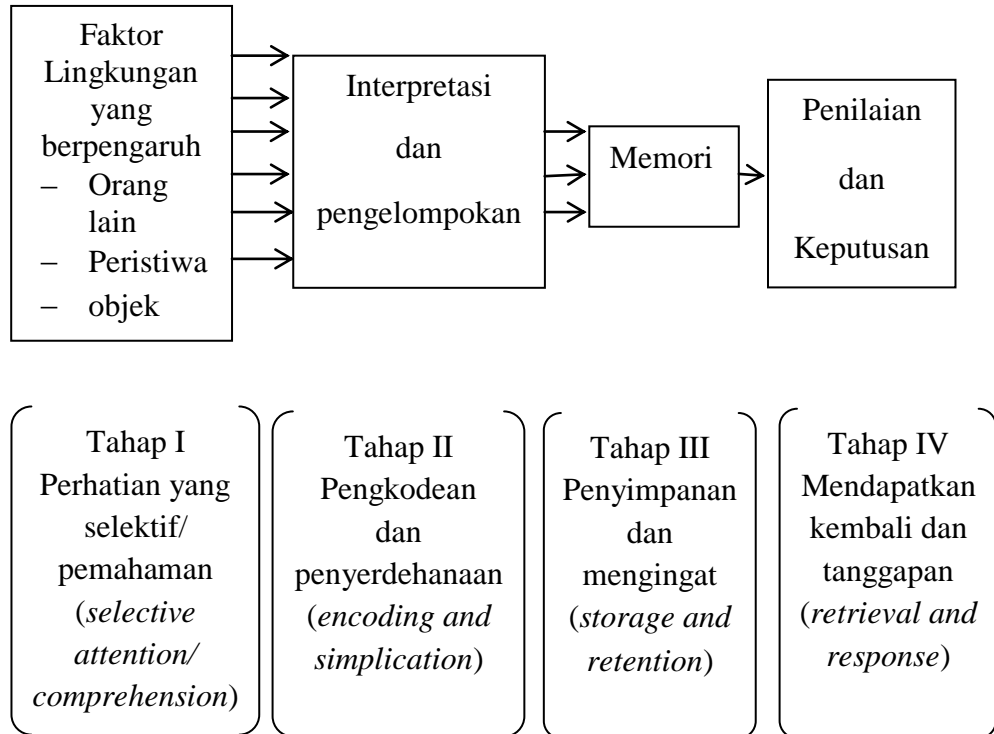 Faktor
Lingkungan
yang
berpengaruh
– Orang
lain
– Peristiwa
– objek
Interpretasi
dan
pengelompokan
Memori
Penilaian
dan
Keputusan
Tahap I
Perhatian yang
selektif/
pemahaman
(selective
attention/
comprehension)
Tahap II
Pengkodean
dan
penyerdehanaan
(encoding and
simplication)
Tahap III
Penyimpanan
dan
mengingat
(storage and
retention)
Tahap IV
Mendapatkan
kembali dan
tanggapan
(retrieval and
response)